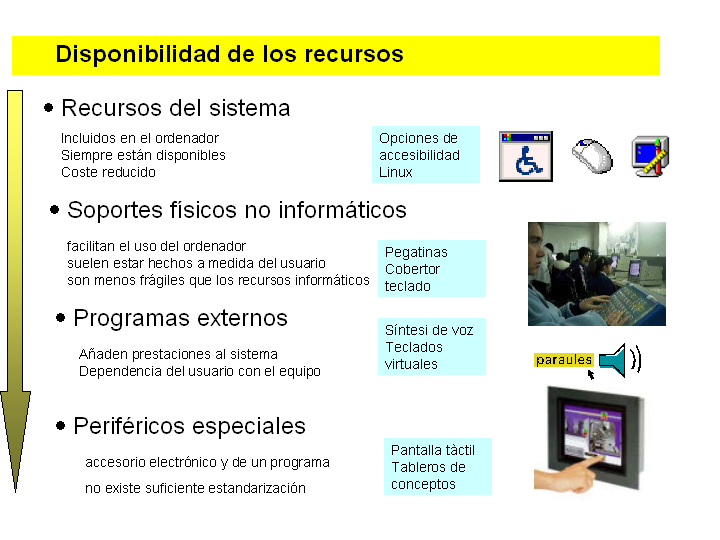 Disponibilidad de los recursos
Recursos del sistema
Incluidos en el ordenador
Siempre están disponibles
Coste reducido
Opciones de
accesibilidad
Linux
Soportes físicos no informáticos
facilitan el uso del ordenador
suelen estar hechos a medida del usuario
son menos frágiles que los recursos informáticos
Pegatinas
Cobertor
teclado
Programas externos
Añaden prestaciones al sistema
Dependencia del usuario con el equipo
Síntesi de voz
Teclados
virtuales
paraules
Periféricos especiales
accesorio electrónico y de un programa
no existe suficiente estandarización
Pantalla tàctil
Tableros de
conceptos